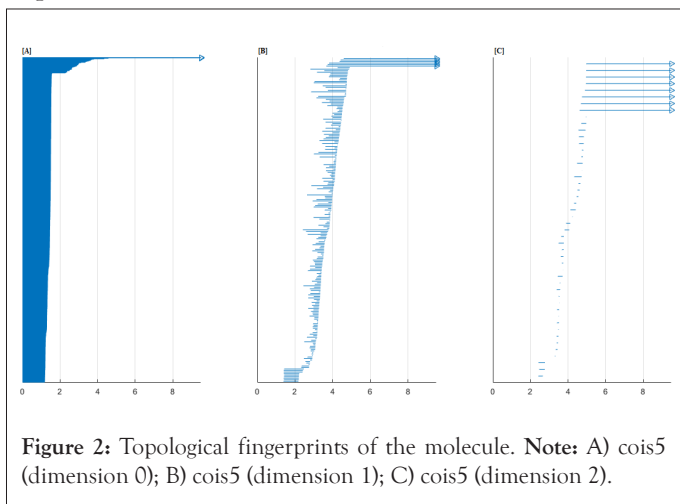 [A] [B] [C]
0 2 4 6 8 0 2 4 6 8 0 2 4 6 8
Figure 2: Topological fingerprints of the molecule. Note: A) cois5
(dimension 0); B) cois5 (dimension 1); C) cois5 (dimension 2).